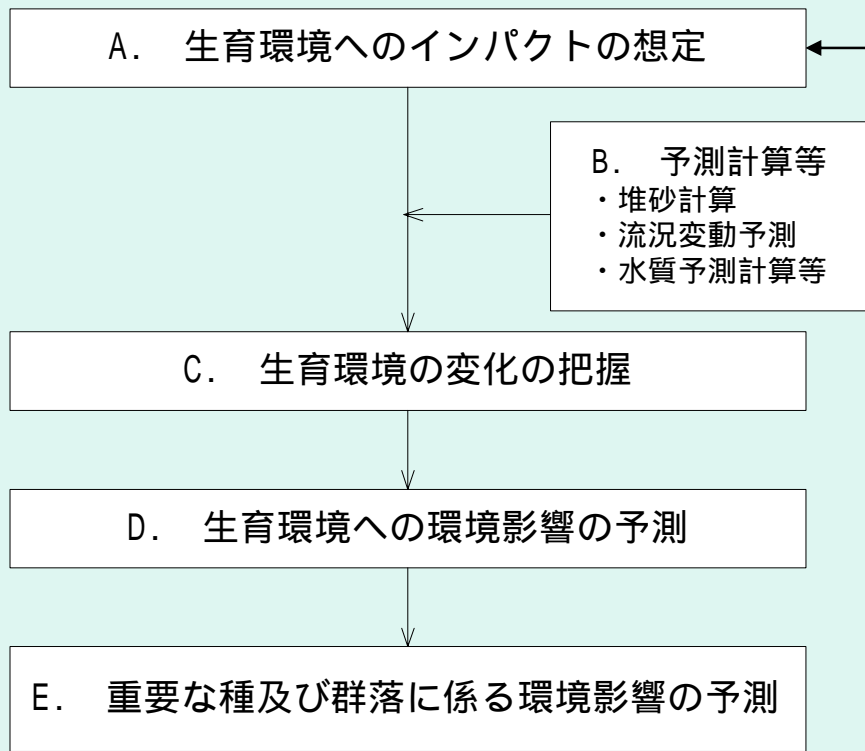 A. 生育環境へのインパクトの想定
B. 予測計算等
・堆砂計算
・流況変動予測
・水質予測計算等
C. 生育環境の変化の把握
D. 生育環境への環境影響の予測
E. 重要な種及び群落に係る環境影響の予測